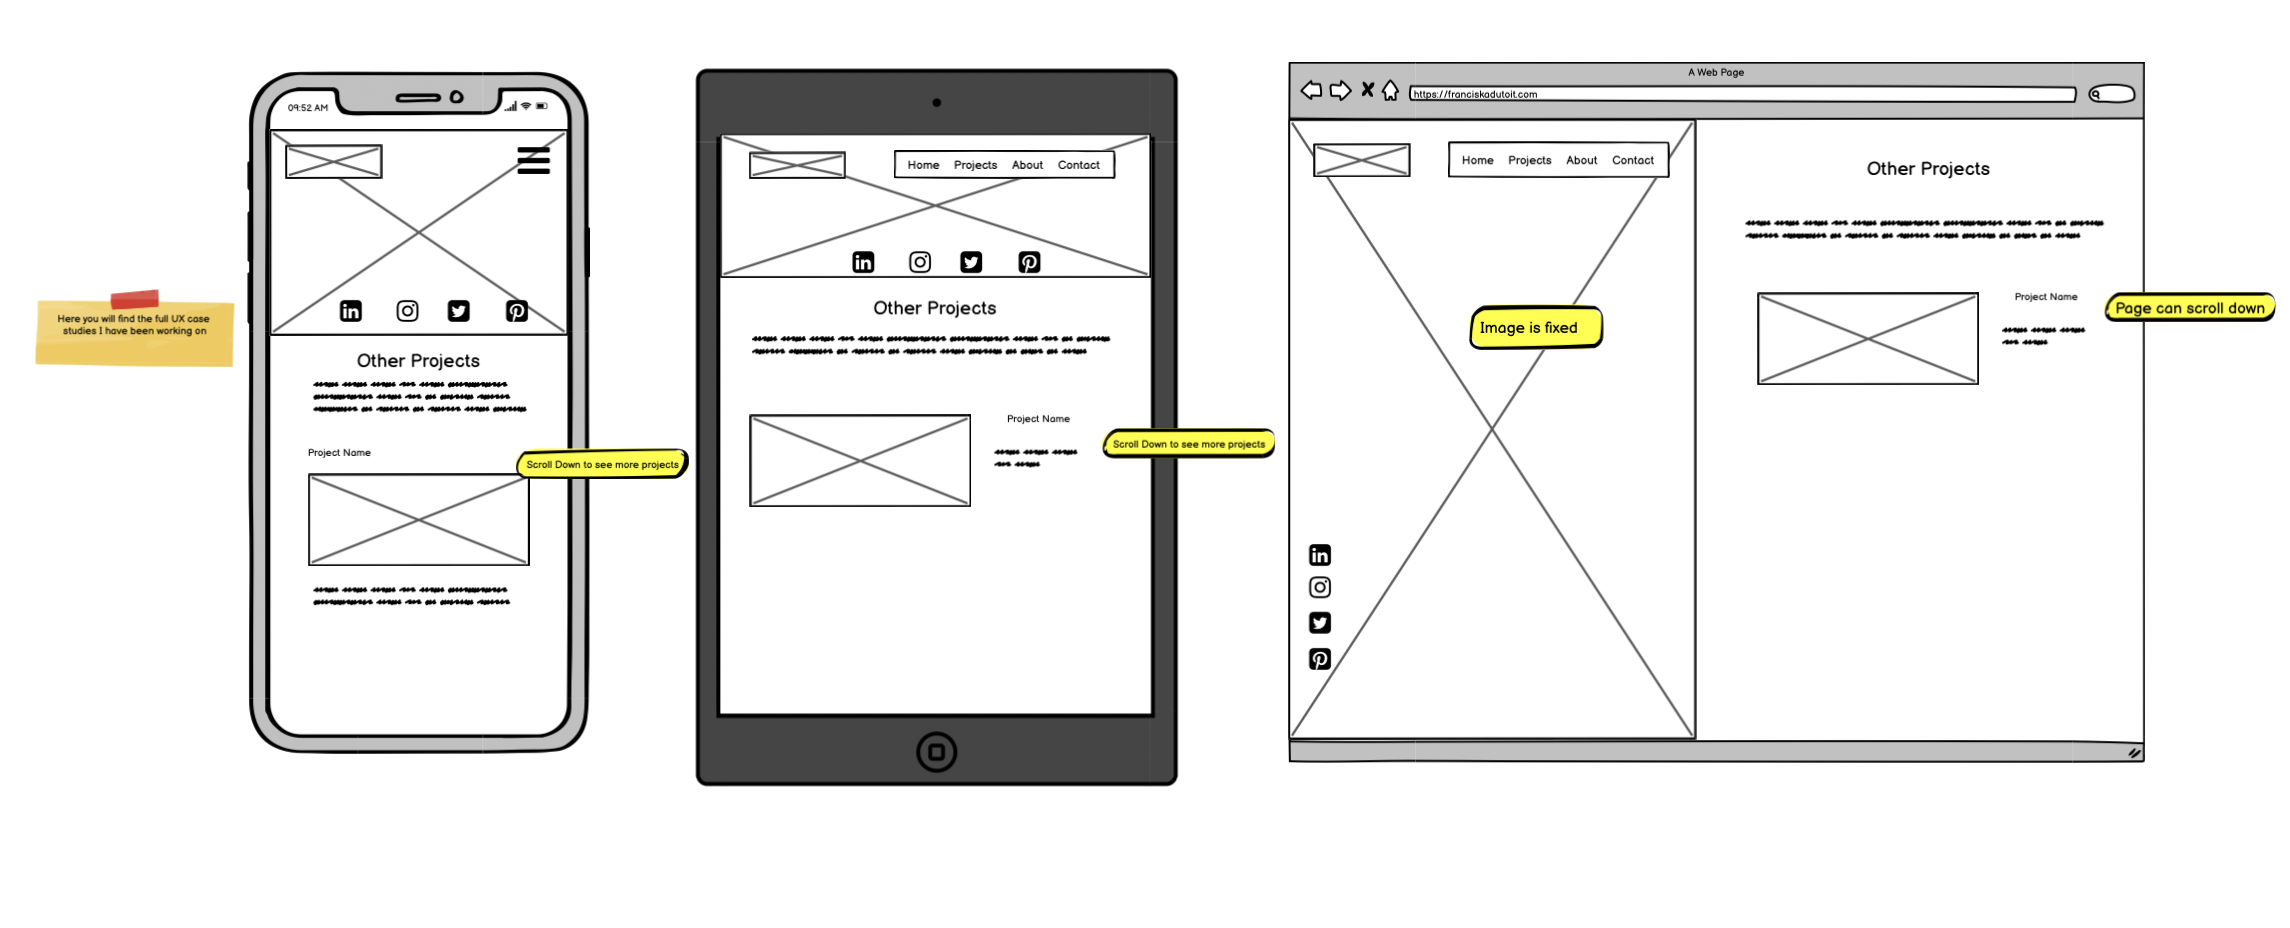 Here you will find the full UX case
studies I have been working on
09:52 AM
Other Projects
Project Name
Scroll Down to see more projects
Home Projects About Contact
Other Projects
Project Name
Scroll Down to see more projects
A Web Page
https://franciskadutoit.com
Home Projects About Contact
Image is fixed
Other Projects
Project Name
Page can scroll down